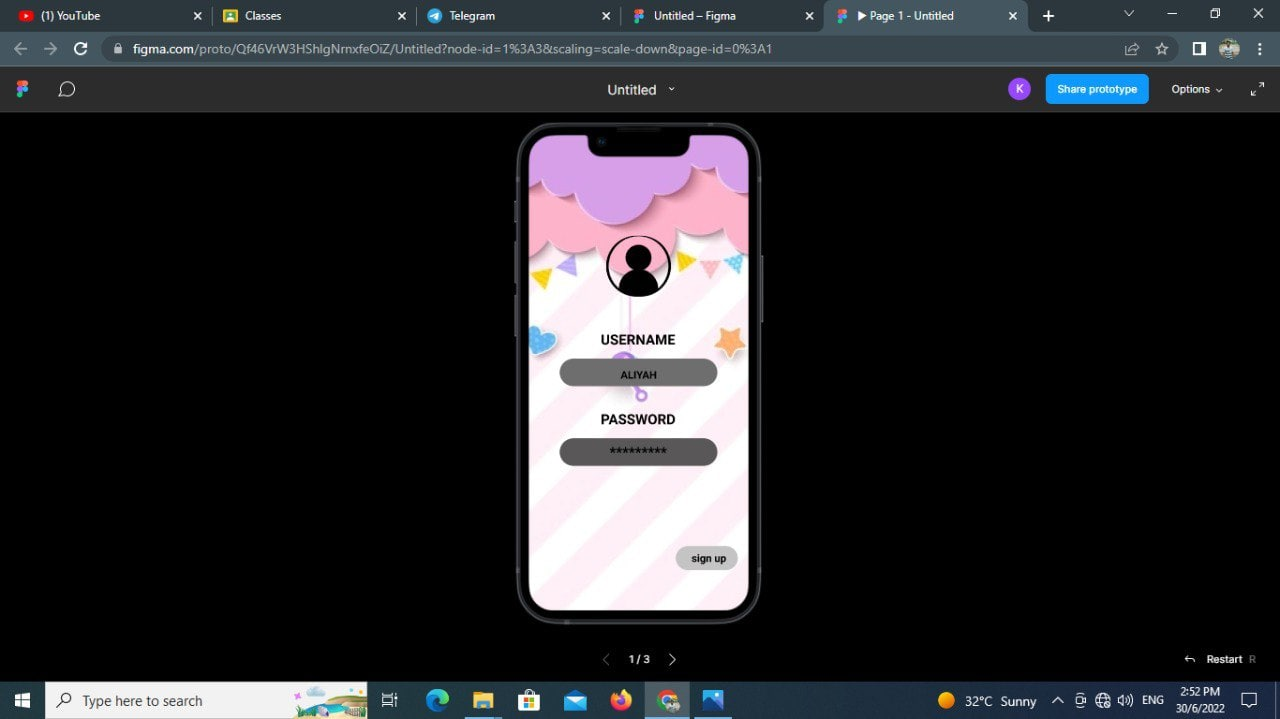 (1) YouTube
Classes
Telegram
Untitled – Figma
▶ Page 1 - Untitled
figma.com/proto/Qf46VrW3HShlgNrnxfeOiZ/Untitled?node-id=1%3A3&scaling=scale-down&page-id=0%3A1
Untitled
K
Share prototype
Options
USERNAME
ALIYAH
PASSWORD
*********
sign up
1 / 3
Restart R
Type here to search
32°C Sunny
ENG
2:52 PM
30/6/2022